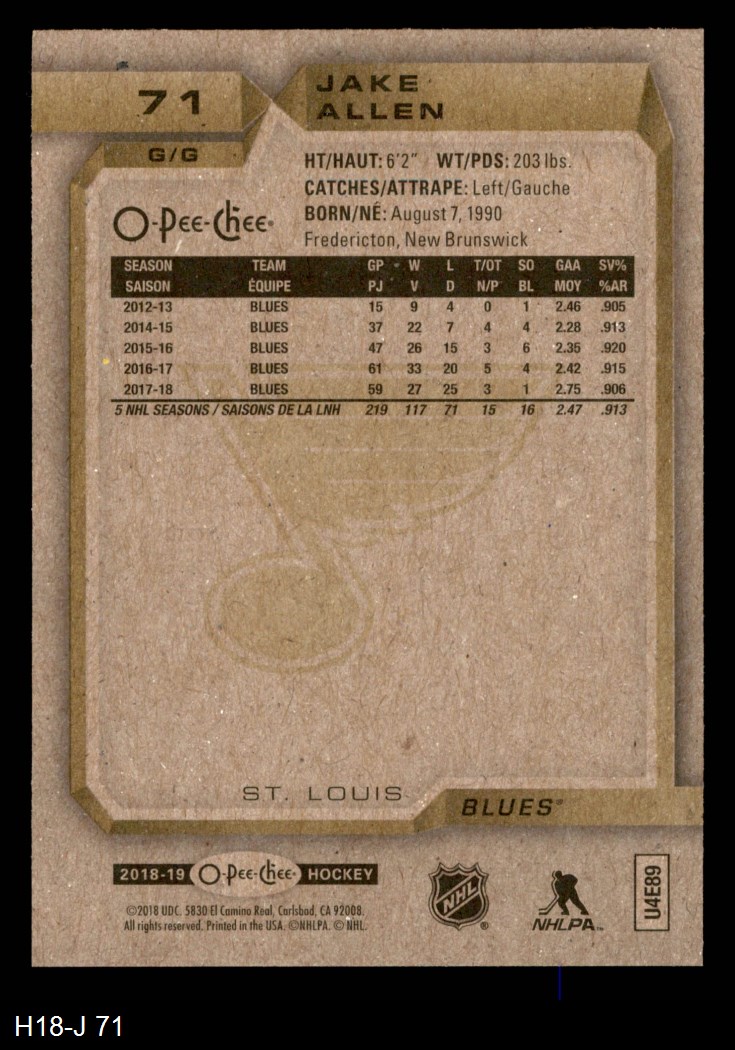 71
JAKE
ALLEN
G/G
HT/HAUT: 6'2" WT/PDS: 203 lbs.
CATCHES/ATTRAPE: Left/Gauche
BORN/NÉ: August 7, 1990
Fredericton, New Brunswick
O-Pee-Chee®
SEASON TEAM GP W L T/OT SO GAA SV%
SAISON ÉQUIPE PJ V D N/P BL MOY %AR
2012-13 BLUES 15 9 4 0 1 2.46 .905
2014-15 BLUES 37 22 7 4 4 2.28 .913
2015-16 BLUES 47 26 15 3 6 2.35 .920
2016-17 BLUES 61 33 20 5 4 2.42 .915
2017-18 BLUES 59 27 25 3 1 2.75 .906
5 NHL SEASONS / SAISONS DE LA LNH 219 117 71 15 16 2.47 .913
ST. LOUIS
BLUES®
2018-19 O-Pee-Chee® HOCKEY
©2018 UDC. 5830 El Camino Real, Carlsbad, CA 92008.
All rights reserved. Printed in the USA. ©NHLPA. © NHL.
NHL®
NHLPA™
U4E89
H18-J 71